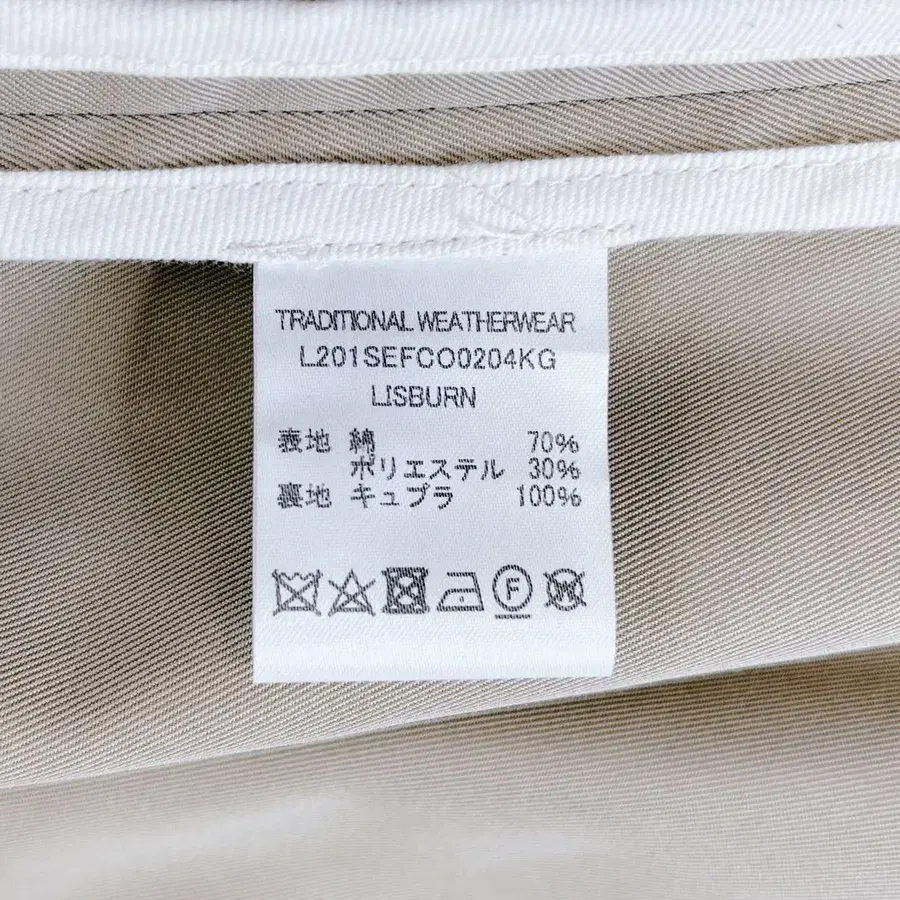 TRADITIONAL WEATHERWEAR
L201SEFCO0204KG
LISBURN
表地 綿 70%
ポリエステル 30%
裏地 キュプラ 100%
F
W